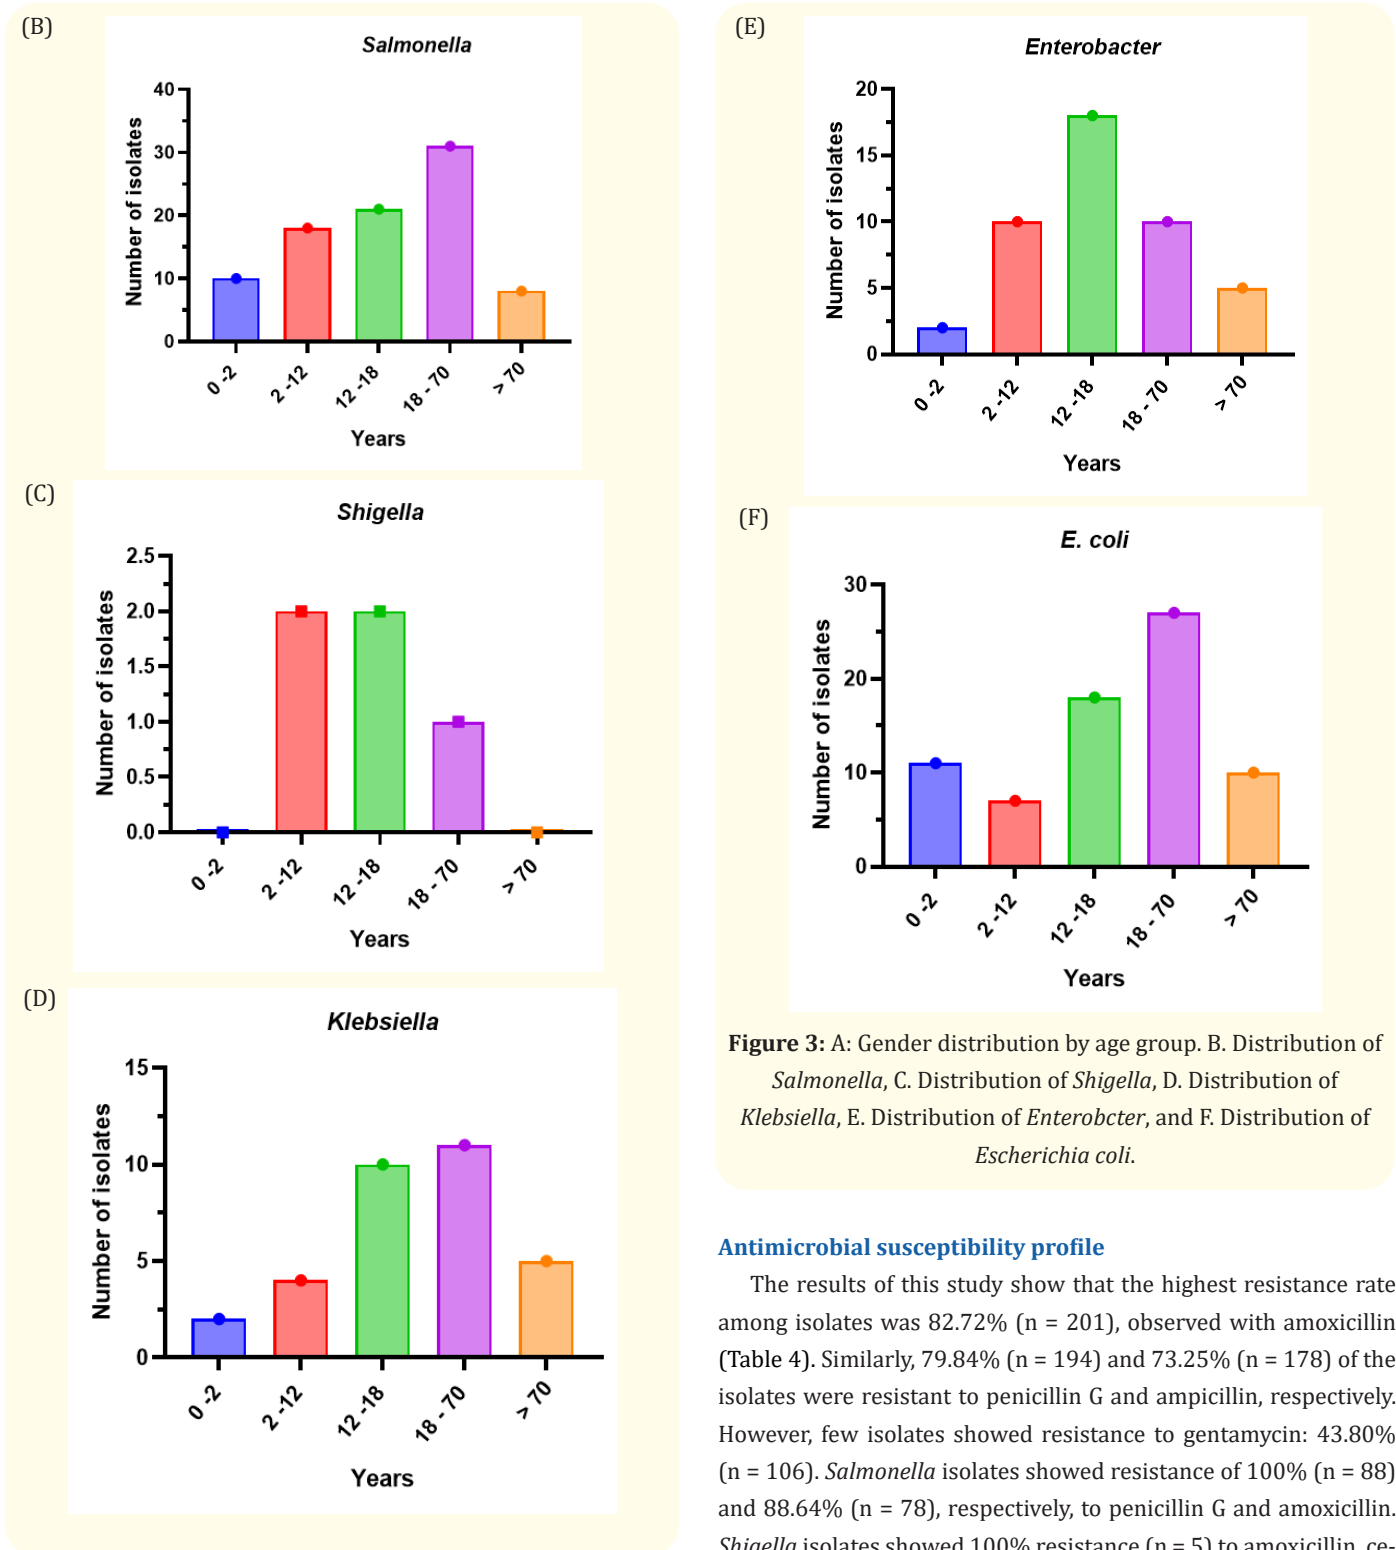 (B)
Salmonella
Number of isolates
40
30
20
10
0
0 -2
2 -12
12 -18
18 - 70
> 70
Years
(C)
Shigella
Number of isolates
2.5
2.0
1.5
1.0
0.5
0.0
0 -2
2 -12
12 -18
18 - 70
> 70
Years
(D)
Klebsiella
Number of isolates
15
10
5
0
0 -2
2 -12
12 -18
18 - 70
> 70
Years
(E)
Enterobacter
Number of isolates
20
15
10
5
0
0 -2
2 -12
12 -18
18 - 70
> 70
Years
(F)
E. coli
Number of isolates
30
20
10
0
0 -2
2 -12
12 -18
18 - 70
> 70
Years
Figure 3: A: Gender distribution by age group. B. Distribution of
Salmonella, C. Distribution of Shigella, D. Distribution of
Klebsiella, E. Distribution of Enterobcter, and F. Distribution of
Escherichia coli.
Antimicrobial susceptibility profile
The results of this study show that the highest resistance rate
among isolates was 82.72% (n = 201), observed with amoxicillin
(Table 4). Similarly, 79.84% (n = 194) and 73.25% (n = 178) of the
isolates were resistant to penicillin G and ampicillin, respectively.
However, few isolates showed resistance to gentamycin: 43.80%
(n = 106). Salmonella isolates showed resistance of 100% (n = 88)
and 88.64% (n = 78), respectively, to penicillin G and amoxicillin.
Shigella isolates showed 100% resistance (n = 5) to amoxicillin, ce-